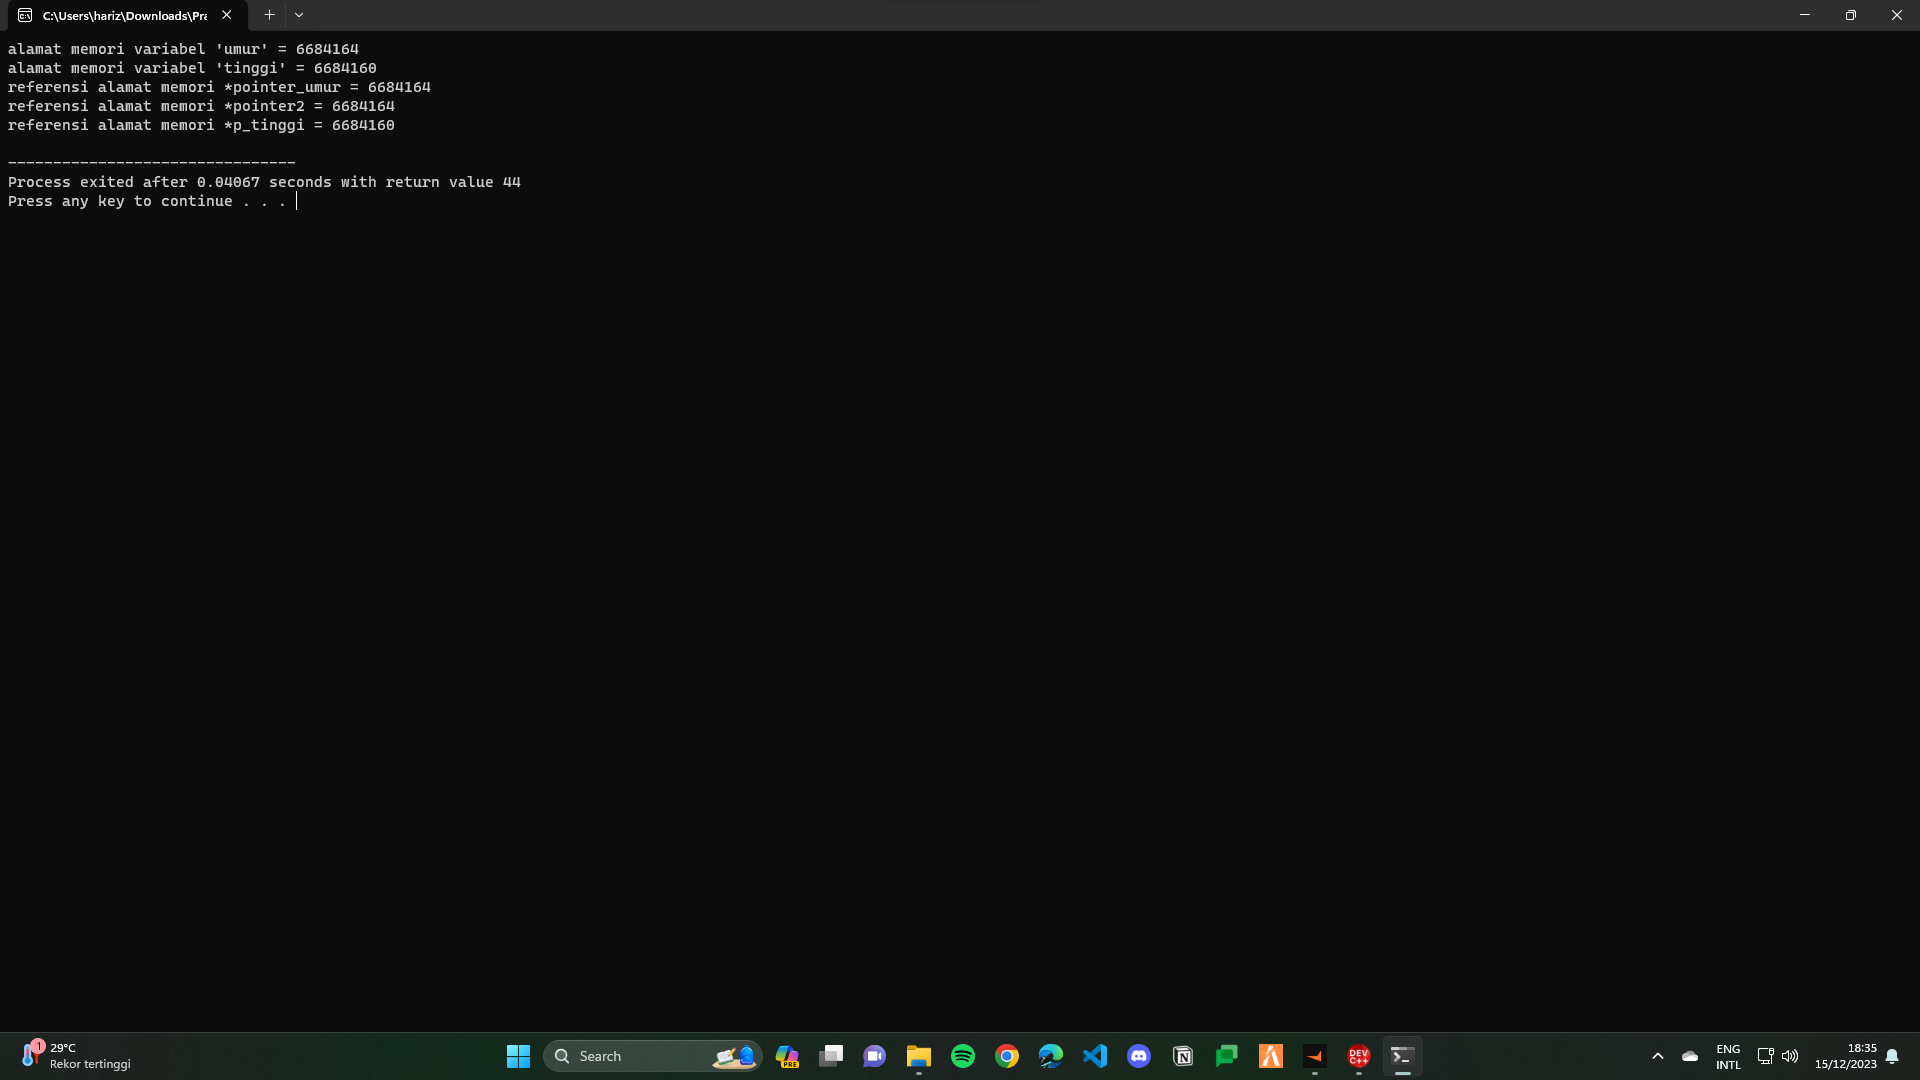 C:\Users\hariz\Downloads\Pra
alamat memori variabel 'umur' = 6684164
alamat memori variabel 'tinggi' = 6684160
referensi alamat memori *pointer_umur = 6684164
referensi alamat memori *pointer2 = 6684164
referensi alamat memori *p_tinggi = 6684160
--------------------------------
Process exited after 0.04067 seconds with return value 44
Press any key to continue . . .
1
29°C
Rekor tertinggi
Search
PRE
DEV
C++
ENG
INTL
18:35
15/12/2023